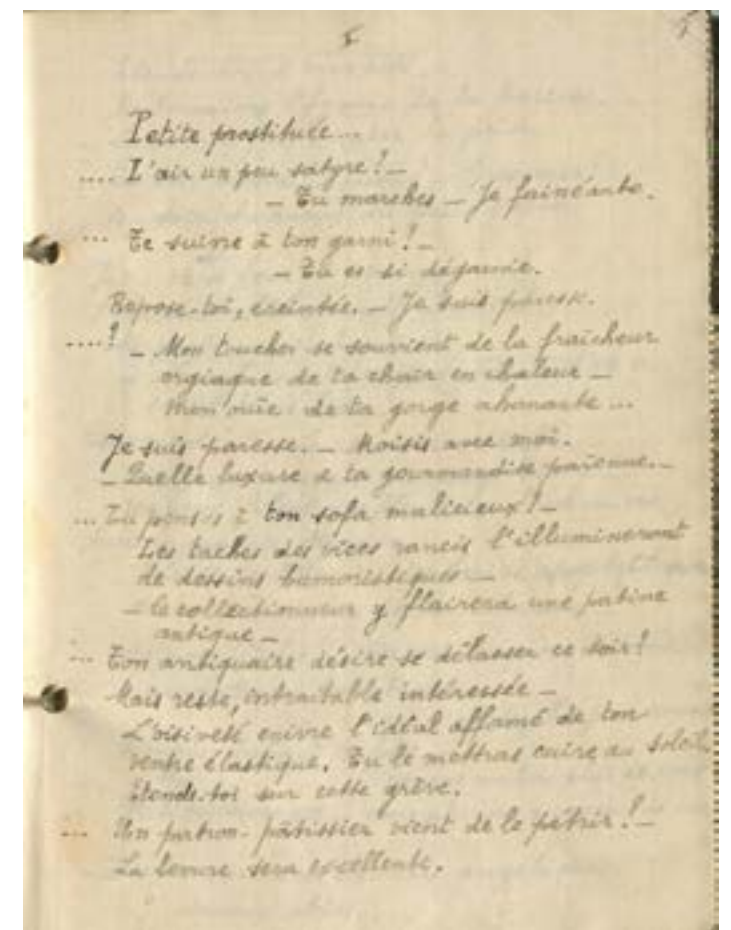 I
Petite prostituée...
.... L'air un peu satyre! —
— Tu marches — Je fainéante.
... Te suivre à ton garni! —
— Tu es si dégarnie.
Repose-toi, éreintée. — Je suis paresse.
....! — Mon toucher se souvient de la fraîcheur
orgiaque de ta chair en chaleur —
Mon ouïe: de ta gorge ahanante ...
Je suis paresse. — Moisis avec moi.
— Quelle luxure a ta gourmandise païenne. —
... Tu penses à ton sofa malicieux! —
Les taches des vices rancis l'illumineront
de dessins humoristiques —
— le collectionneur y flairera une patine
antique —
... Ton antiquaire désire se délasser ce soir!
Mais reste, intraitable intéressée —
L'oisiveté enivre l'idéal affamé de ton
ventre élastique. Tu le mettras cuire au soleil,
étends-toi sur cette grève.
... Un patron-pâtissier vient de le pétrir! —
La sera excellente.